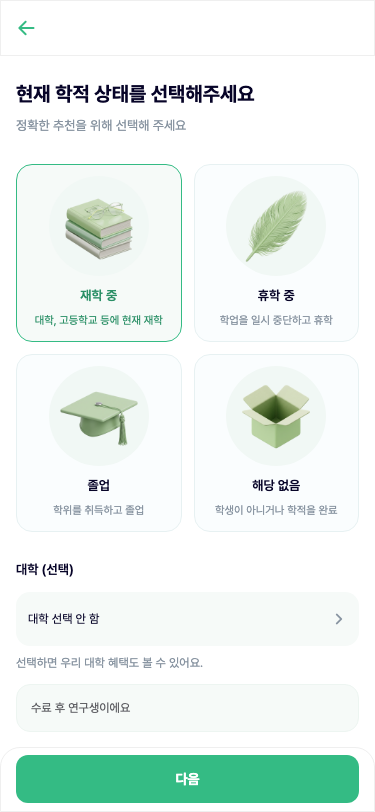 현재 학적 상태를 선택해주세요
정확한 추천을 위해 선택해 주세요
재학 중
대학, 고등학교 등에 현재 재학
휴학 중
학업을 일시 중단하고 휴학
졸업
학위를 취득하고 졸업
해당 없음
학생이 아니거나 학적을 완료
대학 (선택)
대학 선택 안 함
선택하면 우리 대학 혜택도 볼 수 있어요.
수료 후 연구생이에요
다음